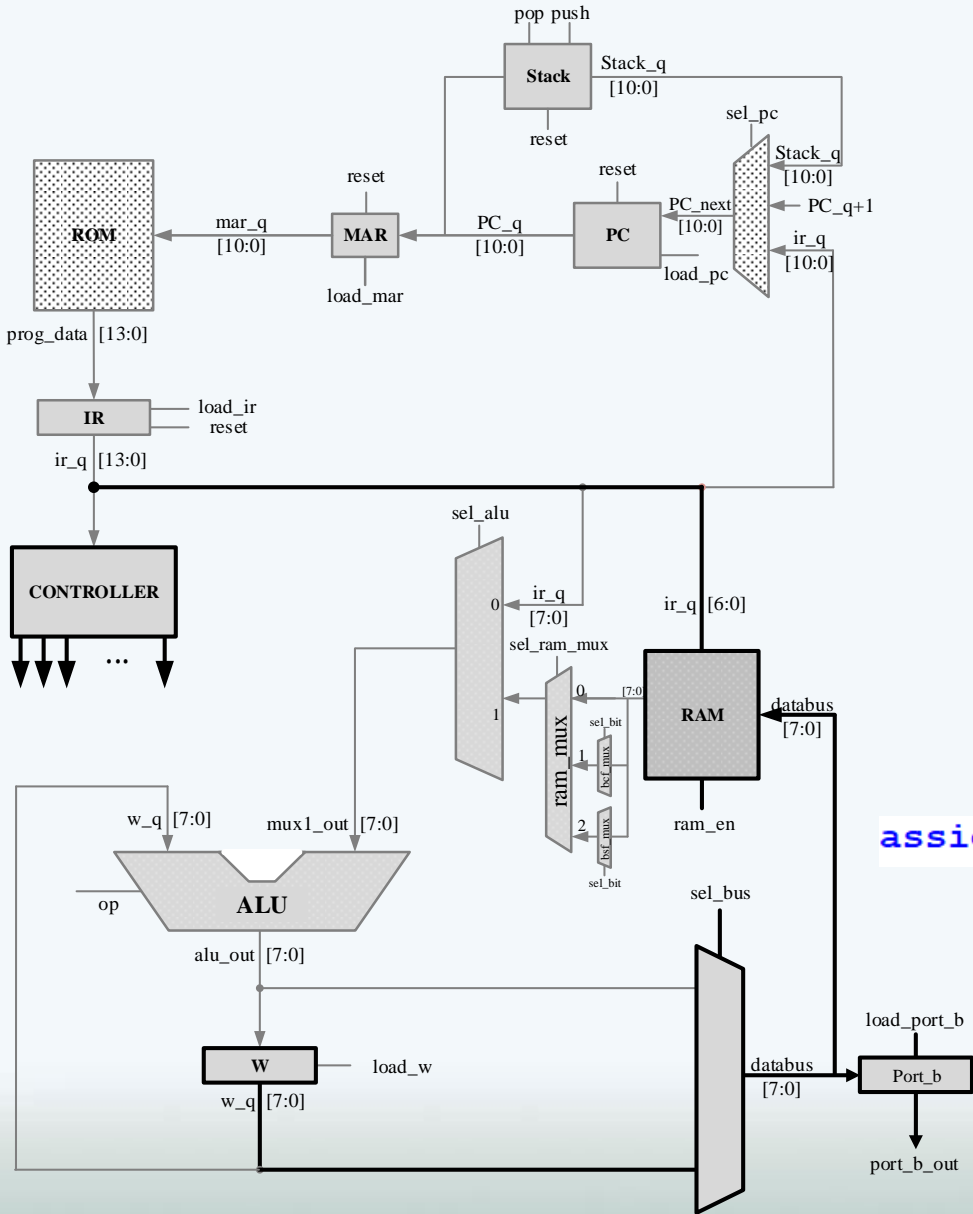 pop push
Stack
Stack_q
[10:0]
reset
sel_pc
Stack_q
[10:0]
PC_q+1
ir_q
[10:0]
reset
PC_next
[10:0]
PC
load_pc
PC_q
[10:0]
reset
MAR
load_mar
mar_q
[10:0]
ROM
prog_data [13:0]
IR
load_ir
reset
ir_q [13:0]
CONTROLLER
...
sel_alu
0
ir_q
[7:0]
1
sel_ram_mux
ram_mux
0
1
2
[7:0
sel_bit
bcf_mux
bsf_mux
sel_bit
ir_q [6:0]
RAM
databus
[7:0]
ram_en
w_q [7:0]
mux1_out [7:0]
op
ALU
alu_out [7:0]
W
load_w
w_q [7:0]
sel_bus
databus
[7:0]
load_port_b
Port_b
port_b_out